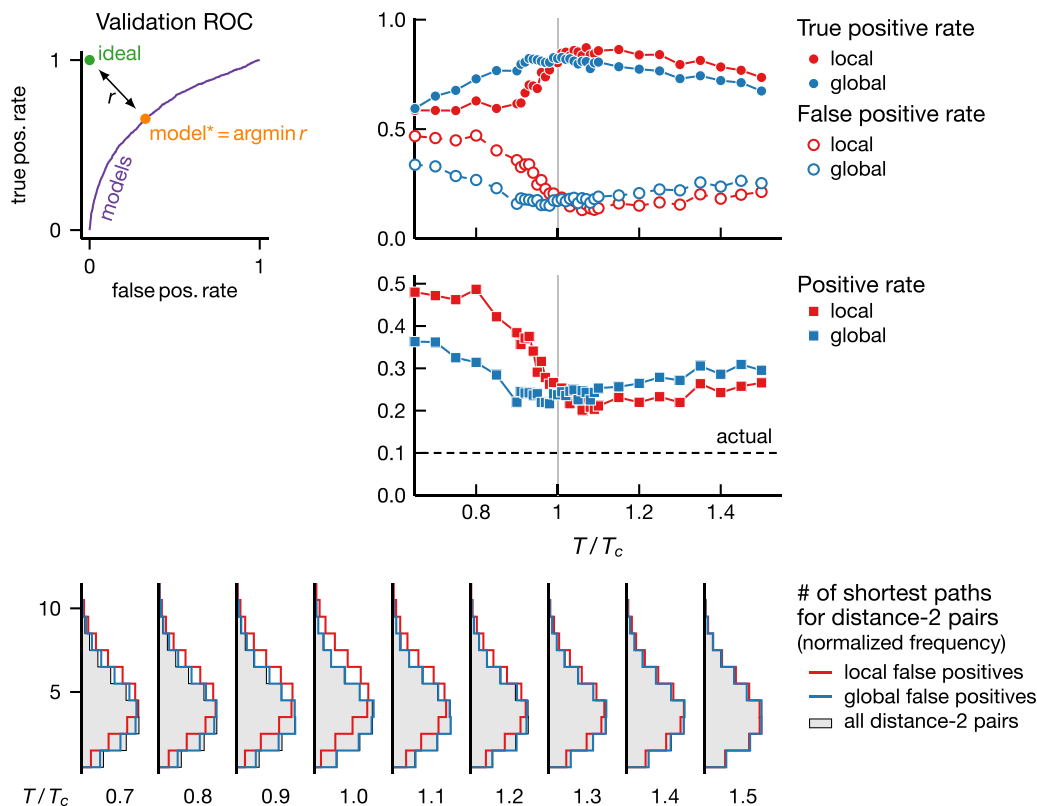 Validation ROC
1
ideal
r
model* = argmin r
models
true pos. rate
0
0
1
false pos. rate
1.0
0.5
0.0
True positive rate
local
global
False positive rate
local
global
0.5
0.4
0.3
0.2
0.1
0.0
actual
0.8
1
1.2
1.4
T / Tc
Positive rate
local
global
10
5
T / Tc
0.7
0.8
0.9
1.0
1.1
1.2
1.3
1.4
1.5
# of shortest paths
for distance-2 pairs
(normalized frequency)
local false positives
global false positives
all distance-2 pairs